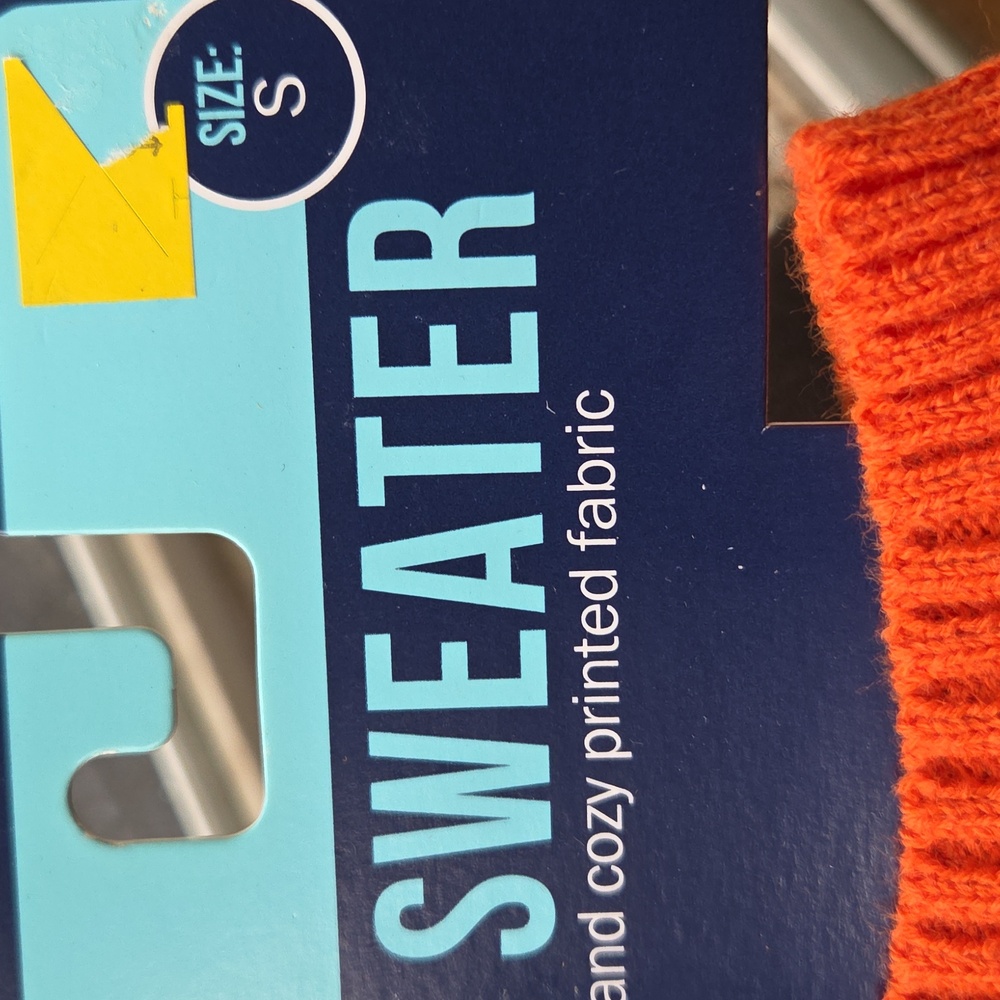 SIZE:
S
SWEATER
and cozy printed fabric